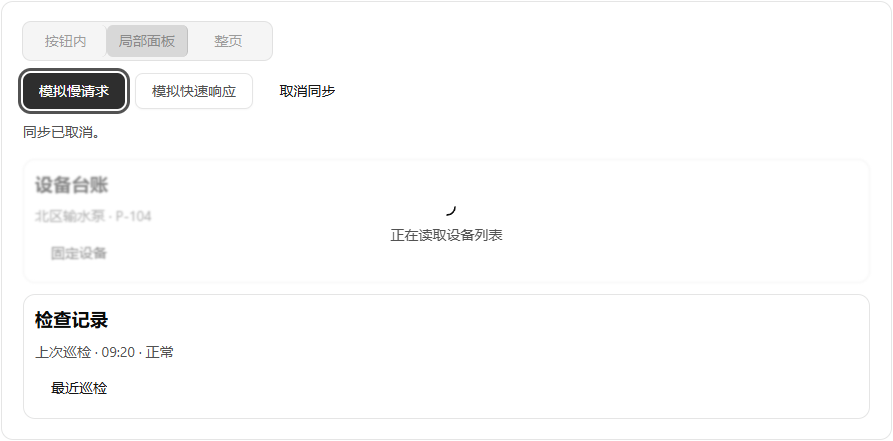 按钮内 局部面板 整页
模拟慢请求 模拟快速响应 取消同步
同步已取消。
设备台账
北区输水泵 · P-104
固定设备
正在读取设备列表
检查记录
上次巡检 · 09:20 · 正常
最近巡检